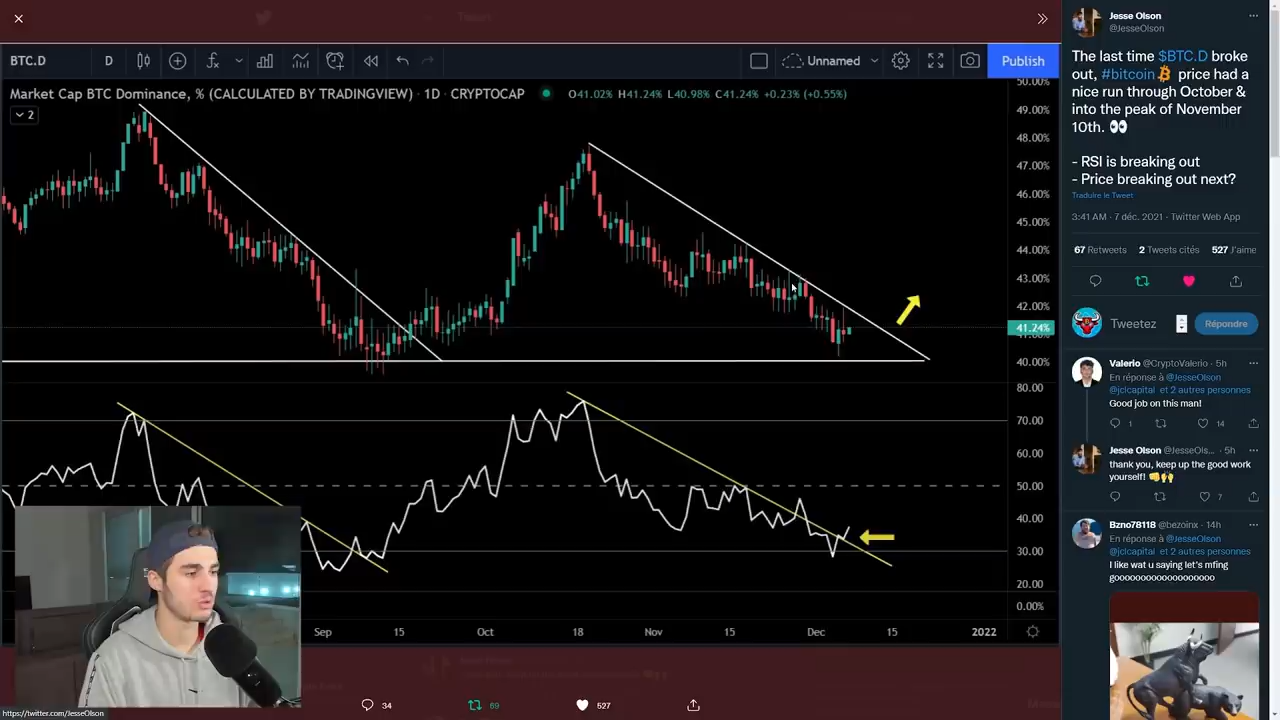 Tweet
BTC.D
D
Unnamed
Publish
Market Cap BTC Dominance, % (CALCULATED BY TRADINGVIEW) · 1D · CRYPTOCAP
O41.02% H41.24% L40.98% C41.24% +0.23% (+0.55%)
2
50.00%
49.00%
48.00%
47.00%
46.00%
45.00%
44.00%
43.00%
42.00%
41.24%
40.00%
80.00
70.00
60.00
50.00
40.00
30.00
20.00
0.00%
Sep
15
Oct
18
Nov
15
Dec
15
2022
34
69
527
https://twitter.com/JesseOlson
Jesse Olson
@JesseOlson
The last time $BTC.D broke
out, #bitcoin price had a
nice run through October &
into the peak of November
10th. 👀
- RSI is breaking out
- Price breaking out next?
Traduire le Tweet
3:41 AM · 7 déc. 2021 · Twitter Web App
67 Retweets 2 Tweets cités 527 J'aime
Tweetez
Répondre
Valerio @CryptoValerio · 5h
En réponse à @JesseOlson
@jclcapital et 2 autres personnes
Good job on this man!
1
14
Jesse Olson @JesseOls... · 5h
thank you, keep up the good work
yourself! 👊🙌
7
Bzno78118 @bezoinx · 14h
En réponse à @JesseOlson
@jclcapital et 2 autres personnes
I like wat u saying let's mfing
gooooooooooooooooooo